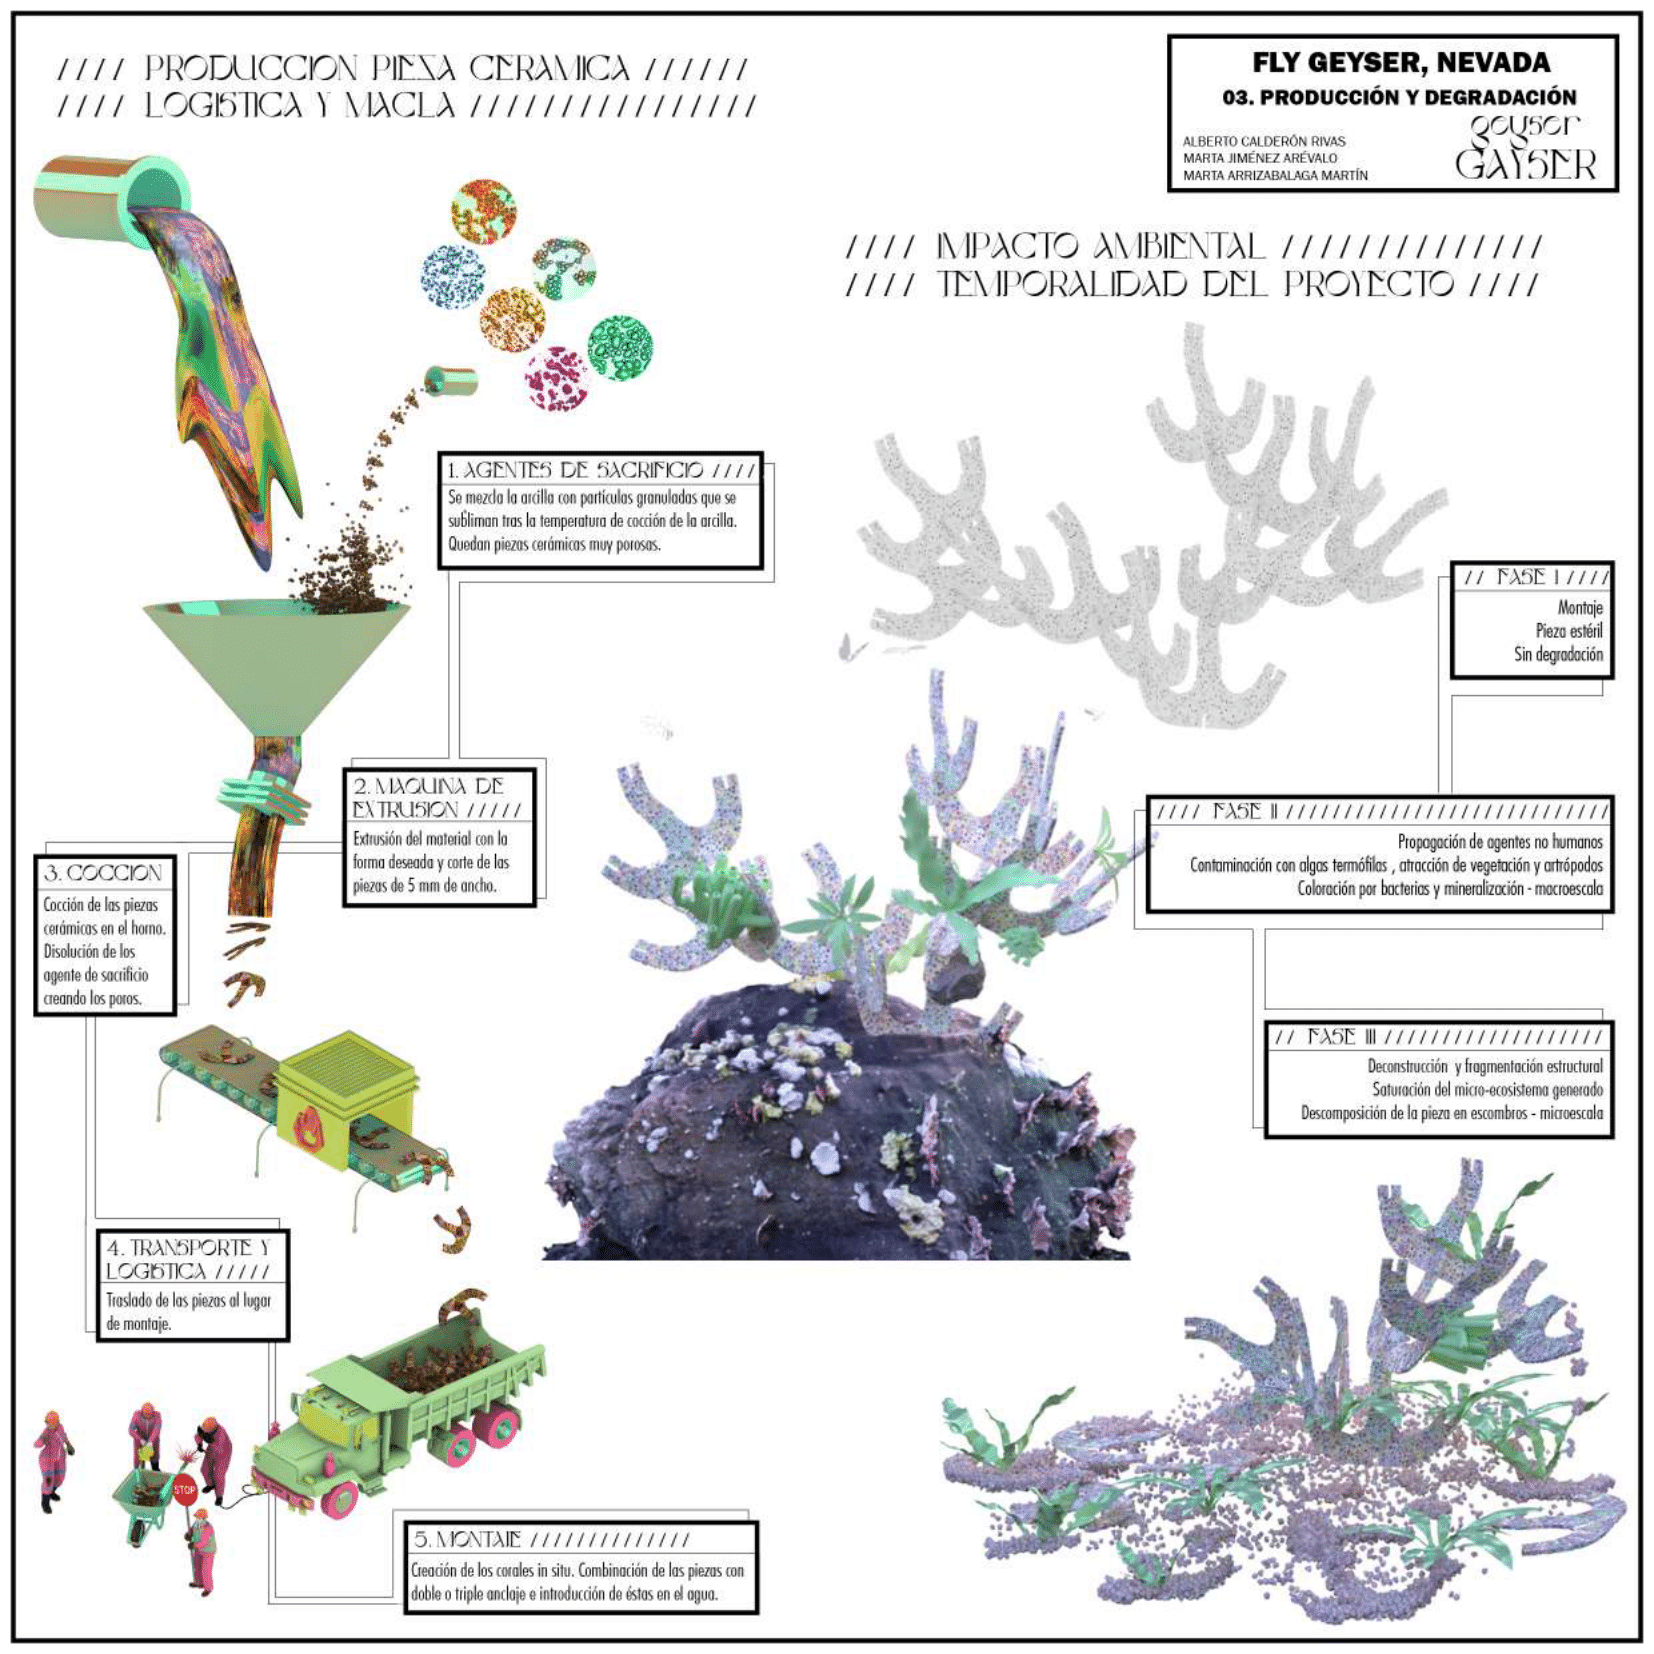 //// PRODUCCION PIEZA CERAMICA //////
//// LOGISTICA Y MACLA ///////////////
FLY GEYSER, NEVADA
03. PRODUCCIÓN Y DEGRADACIÓN
ALBERTO CALDERÓN RIVAS
MARTA JIMÉNEZ ARÉVALO
MARTA ARRIZABALAGA MARTÍN
geyser
GAYSER
//// IMPACTO AMBIENTAL //////////////
//// TEMPORALIDAD DEL PROYECTO ////
1. AGENTES DE SACRIFICIO ////
Se mezcla la arcilla con partículas granuladas que se
subliman tras la temperatura de cocción de la arcilla.
Quedan piezas cerámicas muy porosas.
2. MAQUINA DE
EXTRUSION /////
Extrusión del material con la
forma deseada y corte de las
piezas de 5 mm de ancho.
3. COCCION
Cocción de las piezas
cerámicas en el horno.
Disolución de los
agente de sacrificio
creando los poros.
4. TRANSPORTE Y
LOGISTICA /////
Traslado de las piezas al lugar
de montaje.
STOP
5. MONTAJE //////////////
Creación de los corales in situ. Combinación de las piezas con
doble o triple anclaje e introducción de éstas en el agua.
// FASE I ////
Montaje
Pieza estéril
Sin degradación
//// FASE II //////////////////////////////
Propagación de agentes no humanos
Contaminación con algas termófilas , atracción de vegetación y artrópodos
Coloración por bacterias y mineralización - macroescala
// FASE III ////////////////////
Deconstrucción y fragmentación estructural
Saturación del micro-ecosistema generado
Descomposición de la pieza en escombros - microescala